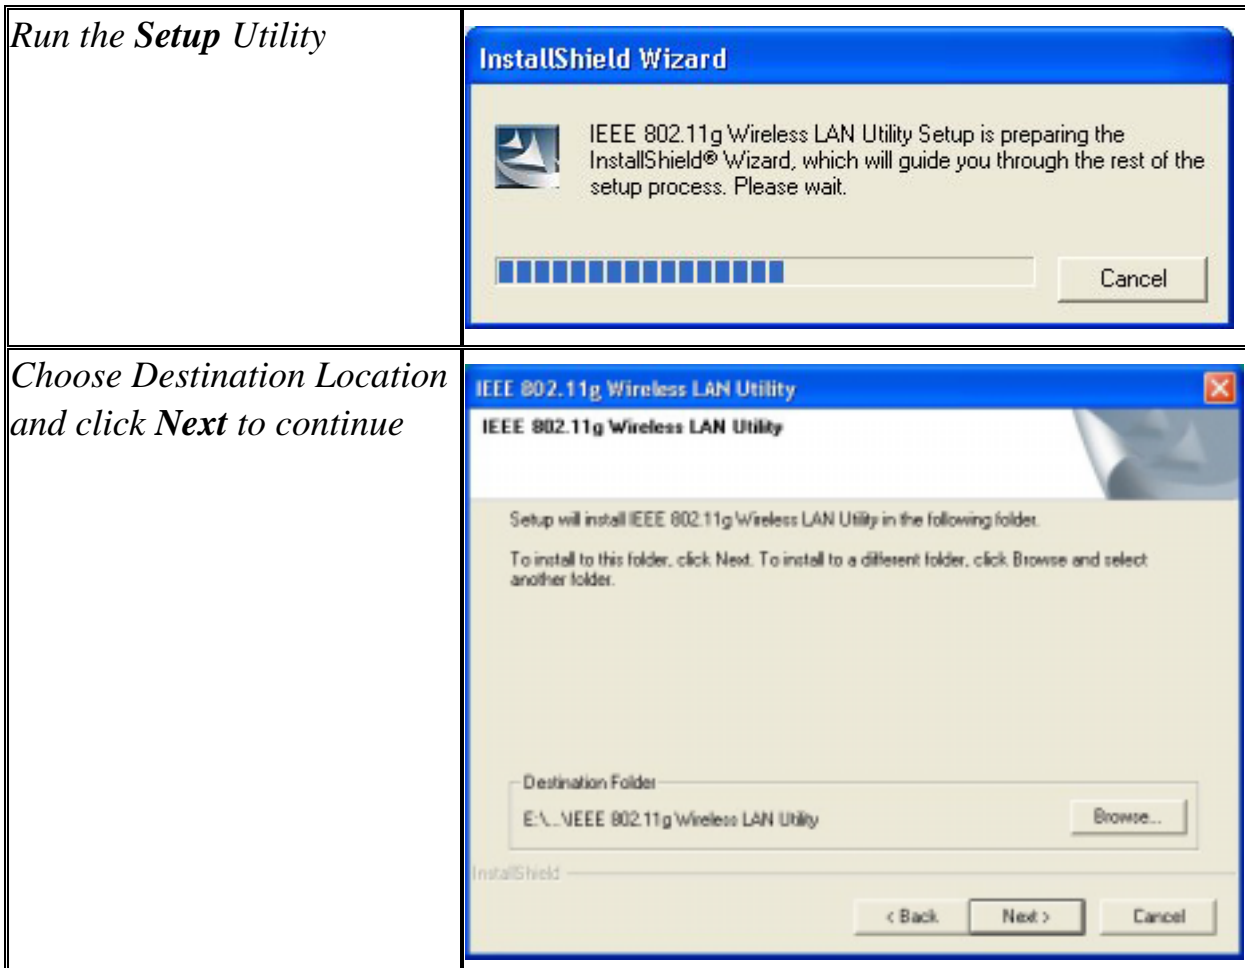 Run the Setup Utility
InstallShield Wizard
IEEE 802.11g Wireless LAN Utility Setup is preparing the
InstallShield® Wizard, which will guide you through the rest of the
setup process. Please wait.
Cancel
Choose Destination Location
and click Next to continue
IEEE 802.11g Wireless LAN Utility
IEEE 802.11g Wireless LAN Utility
Setup will install IEEE 802.11g Wireless LAN Utility in the following folder.
To install to this folder, click Next. To install to a different folder, click Browse and select
another folder.
Destination Folder
E:\...\IEEE 802.11g Wireless LAN Utility
Browse...
InstallShield
< Back
Next >
Cancel